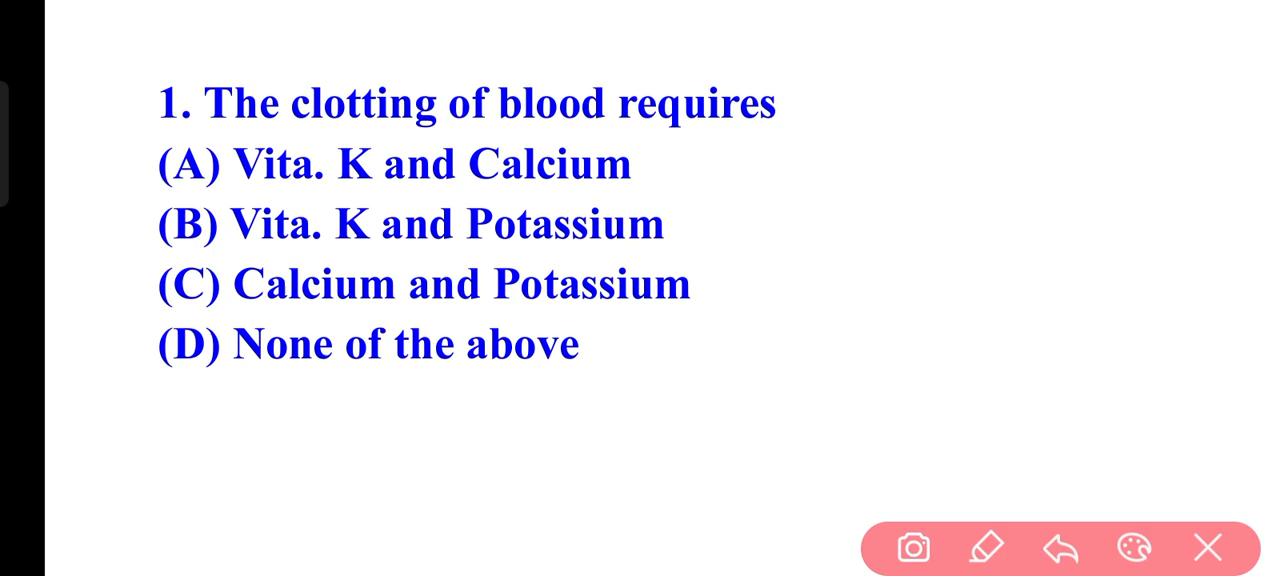 1. The clotting of blood requires
(A) Vita. K and Calcium
(B) Vita. K and Potassium
(C) Calcium and Potassium
(D) None of the above